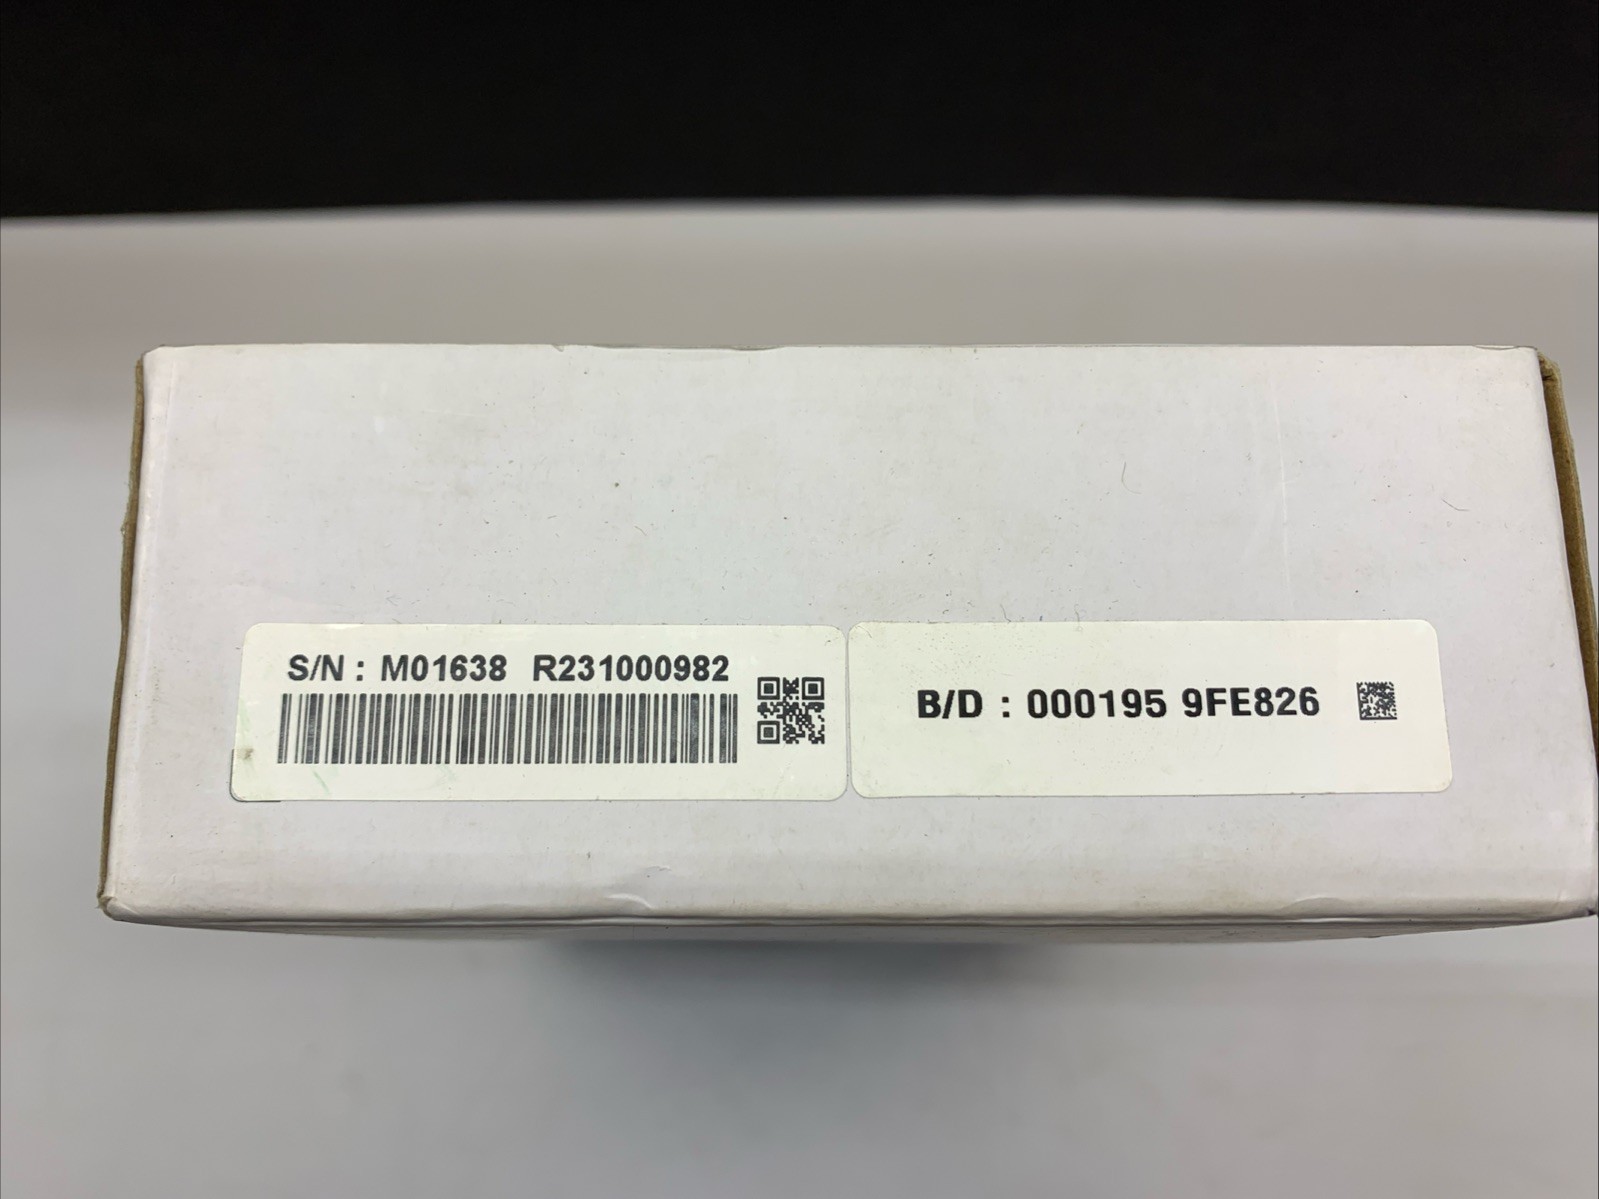 S/N : M01638 R231000982
B/D : 000195 9FE826